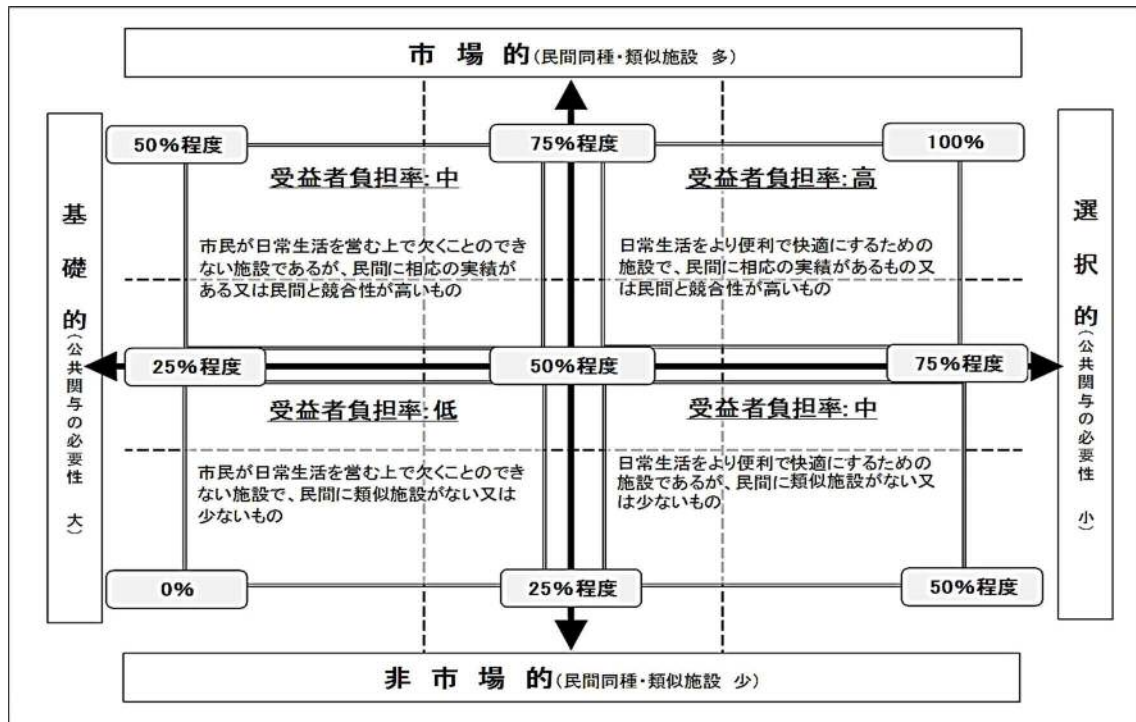 市場的(民間同種・類似施設 多)
50%程度
75%程度
100%
受益者負担率:中
受益者負担率:高
基礎的(公共関与の必要性 大)
選択的(公共関与の必要性 小)
市民が日常生活を営む上で欠くことのでき
ない施設であるが、民間に相応の実績が
ある又は民間と競合性が高いもの
日常生活をより便利で快適にするための
施設で、民間に相応の実績があるもの又
は民間と競合性が高いもの
25%程度
50%程度
75%程度
受益者負担率:低
受益者負担率:中
市民が日常生活を営む上で欠くことのでき
ない施設で、民間に類似施設がない又は
少ないもの
日常生活をより便利で快適にするための
施設であるが、民間に類似施設がない又
は少ないもの
0%
25%程度
50%程度
非市場的(民間同種・類似施設 少)